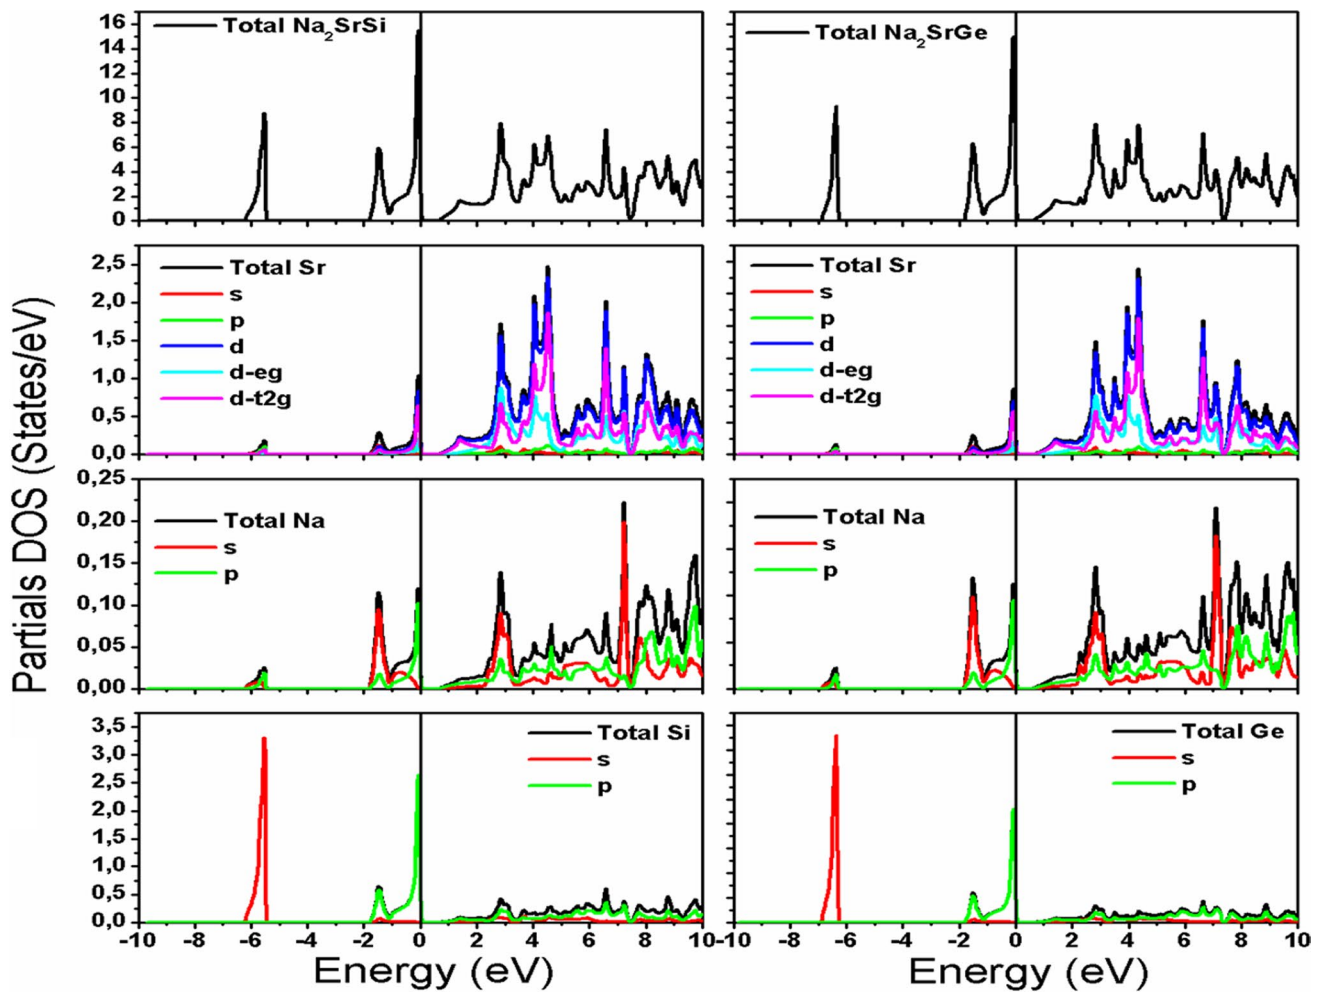 Partials DOS (States/eV)
16
14
12
10
8
6
4
2
0
Total Na2SrSi
Total Na2SrGe
2,5
2,0
1,5
1,0
0,5
0,0
Total Sr
s
p
d
d-eg
d-t2g
Total Sr
s
p
d
d-eg
d-t2g
0,25
0,20
0,15
0,10
0,05
0,00
Total Na
s
p
Total Na
s
p
3,5
3,0
2,5
2,0
1,5
1,0
0,5
0,0
Total Si
s
p
Total Ge
s
p
-10 -8 -6 -4 -2 0 2 4 6 8 10
-10 -8 -6 -4 -2 0 2 4 6 8 10
Energy (eV)
Energy (eV)